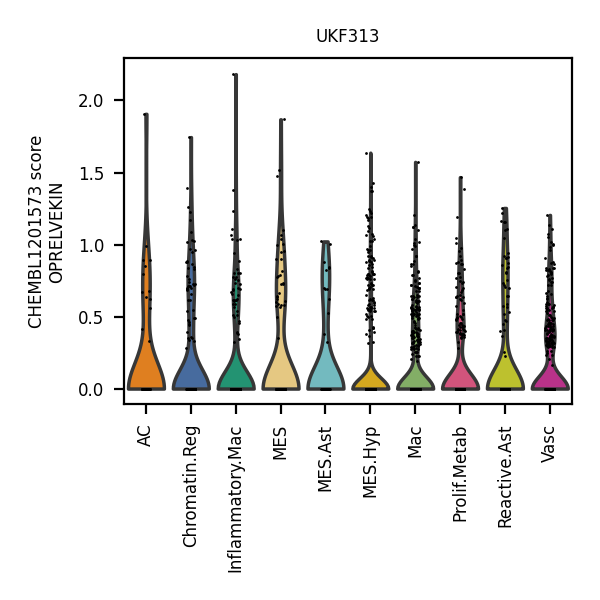 UKF313
CHEMBL1201573 score
OPRELVEKIN
2.0
1.5
1.0
0.5
0.0
AC
Chromatin.Reg
Inflammatory.Mac
MES
MES.Ast
MES.Hyp
Mac
Prolif.Metab
Reactive.Ast
Vasc